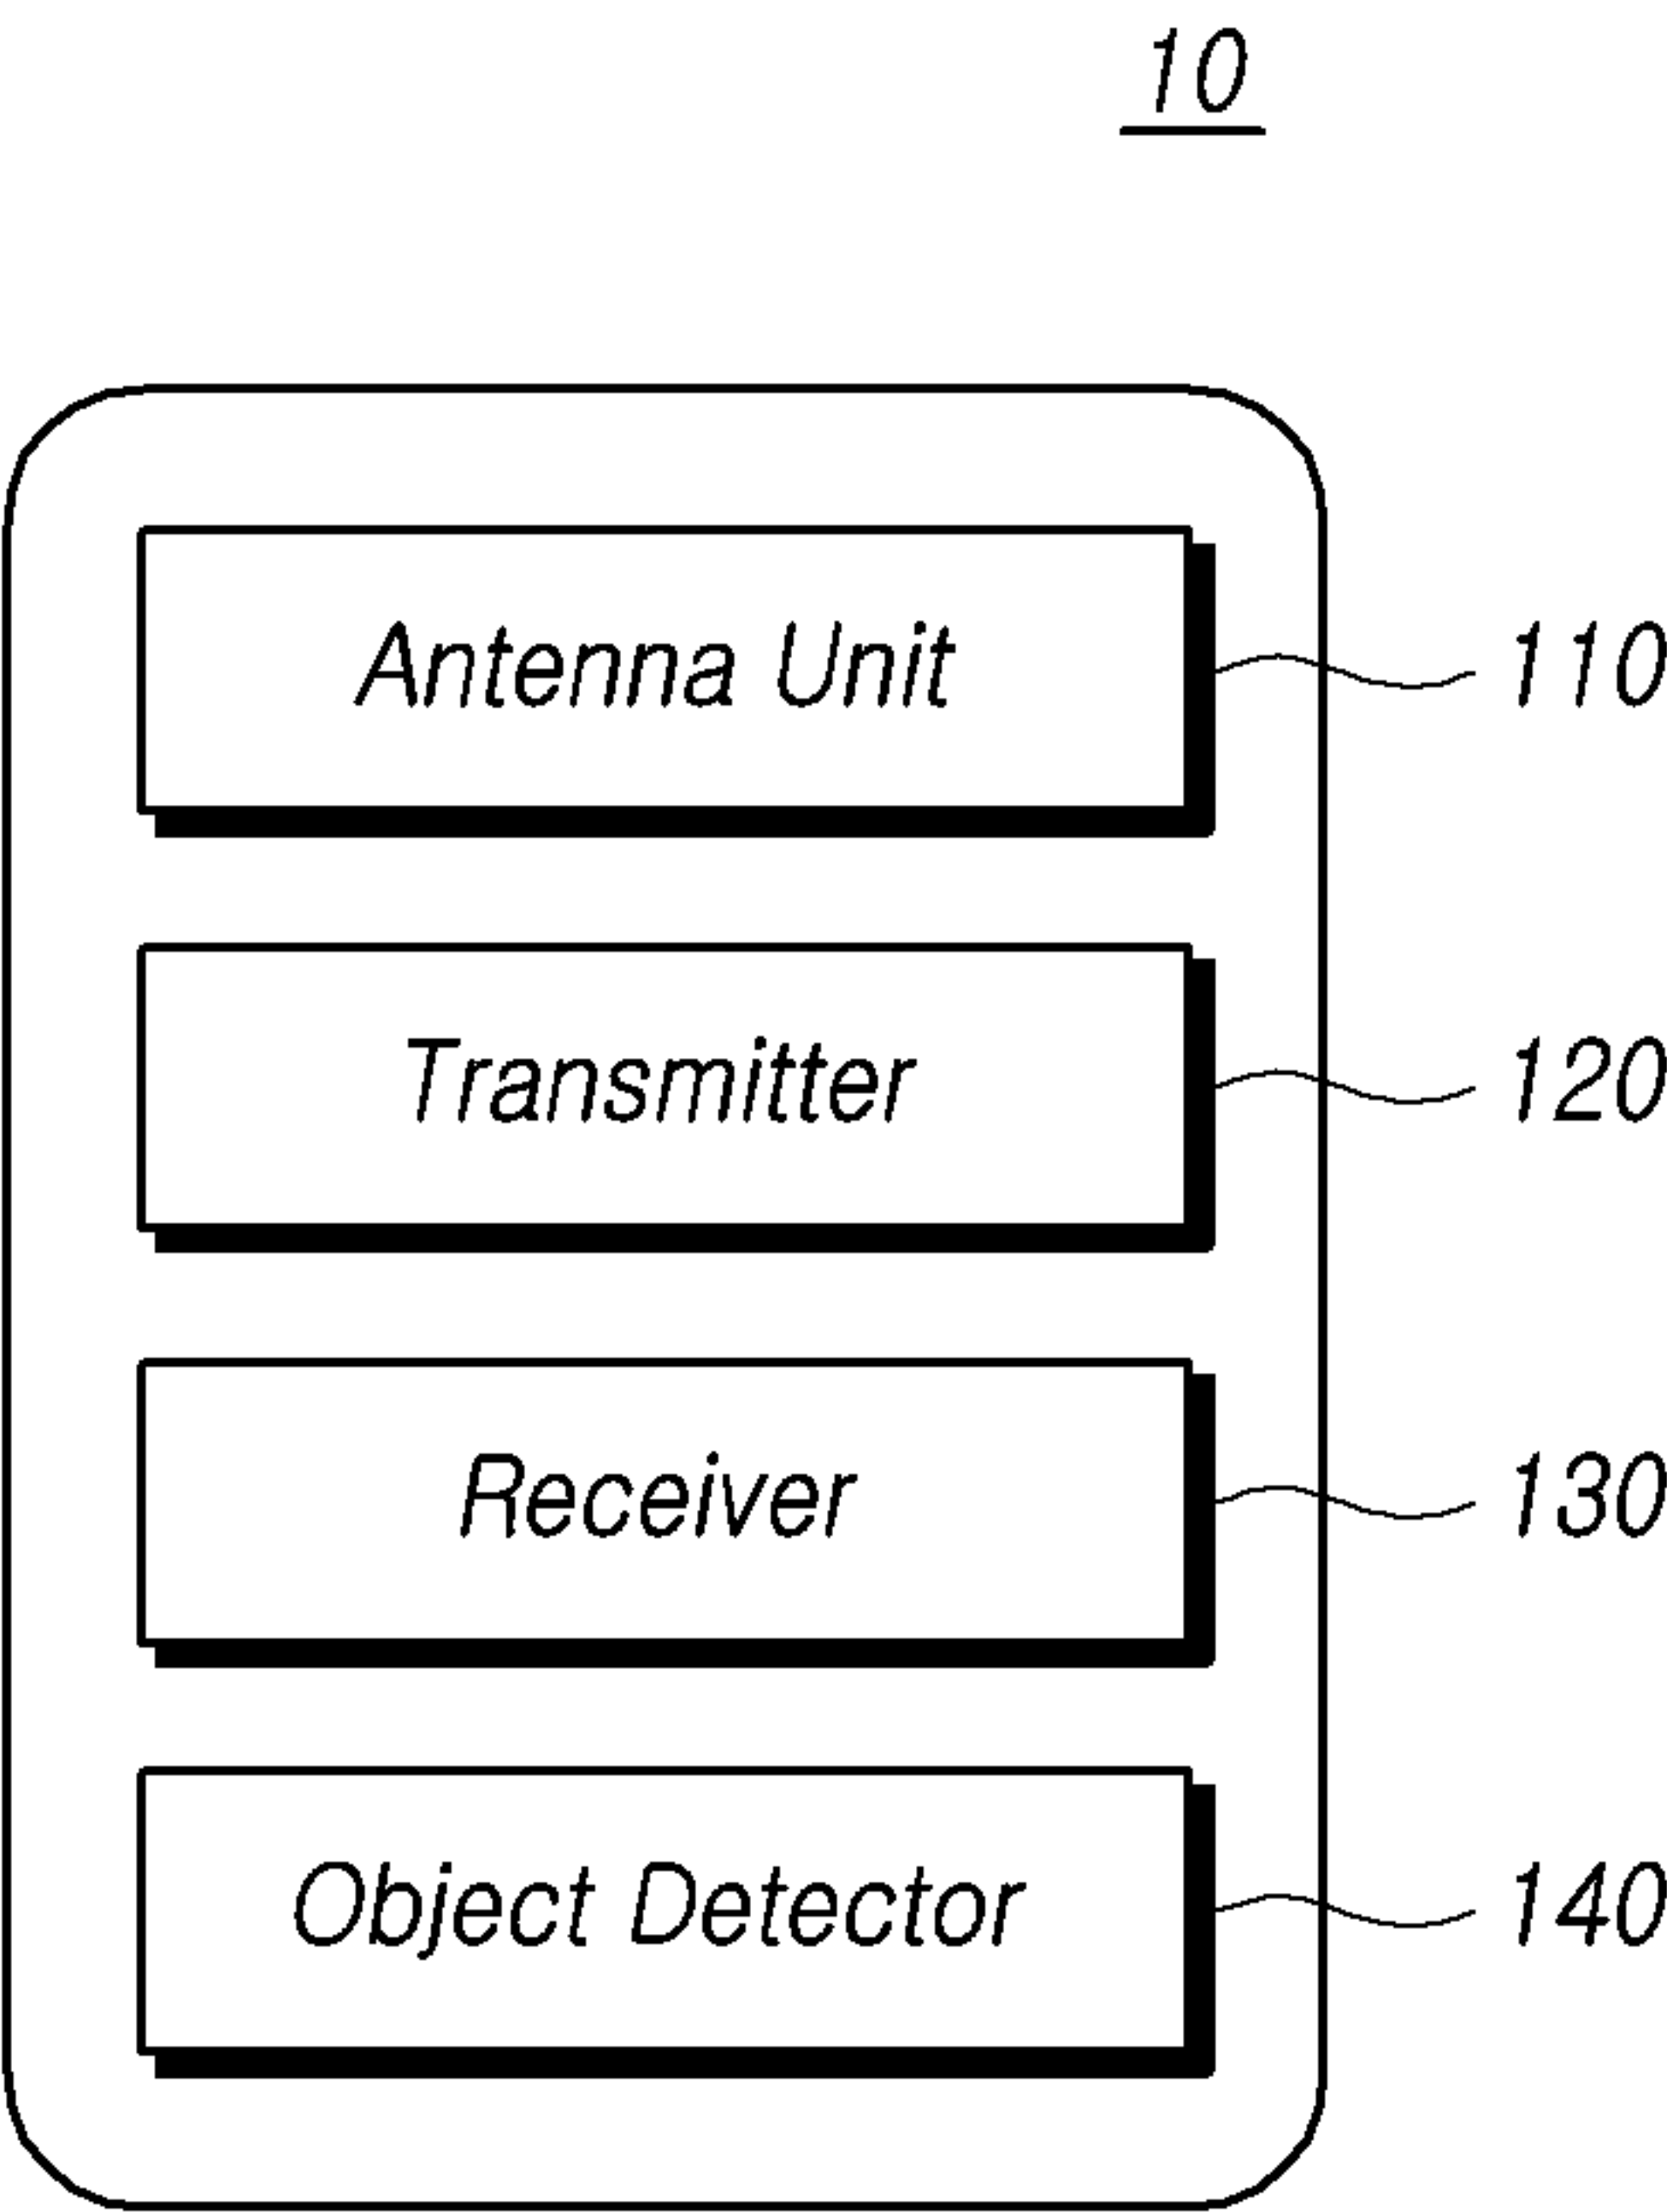 10
Antenna Unit
110
Transmitter
120
Receiver
130
Object Detector
140